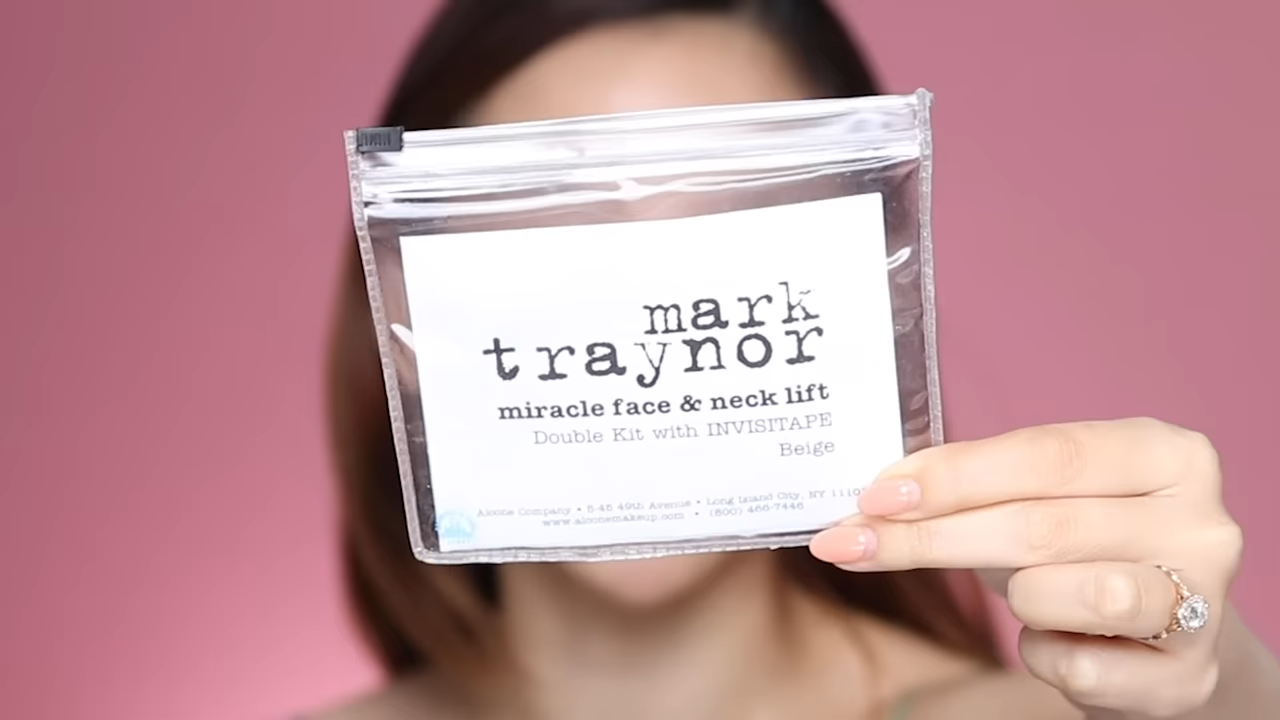 mark
traynor
miracle face & neck lift
Double Kit with INVISITAPE
Beige
Alcone Company • 5-45 49th Avenue • Long Island City, NY
www.alconemakeup.com • (800) 466-7446